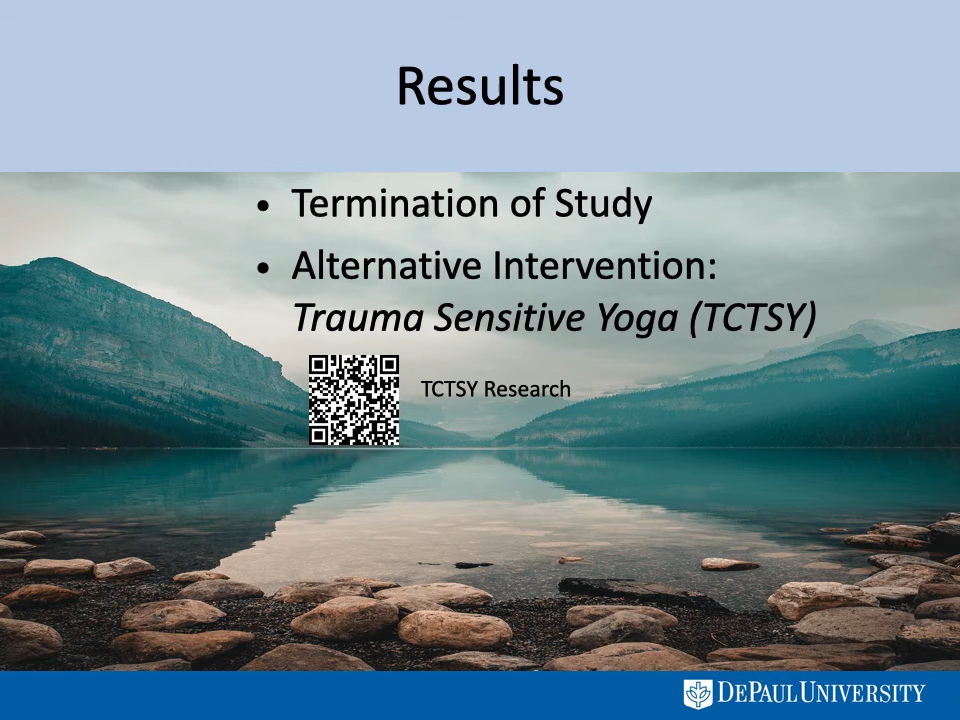 Results
• Termination of Study
• Alternative Intervention:
Trauma Sensitive Yoga (TCTSY)
TCTSY Research
DEPAUL UNIVERSITY